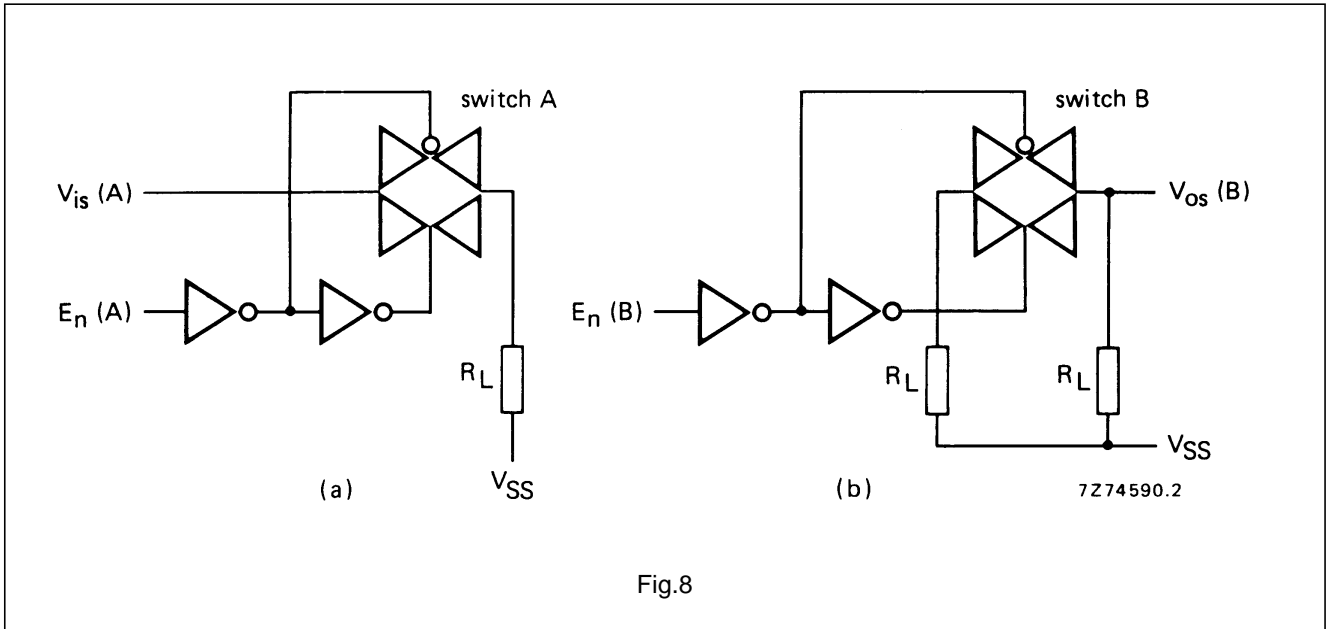 switch A
V_is (A)
E_n (A)
R_L
V_SS
(a)
switch B
V_os (B)
E_n (B)
R_L
R_L
V_SS
(b)
7Z74590.2
Fig.8